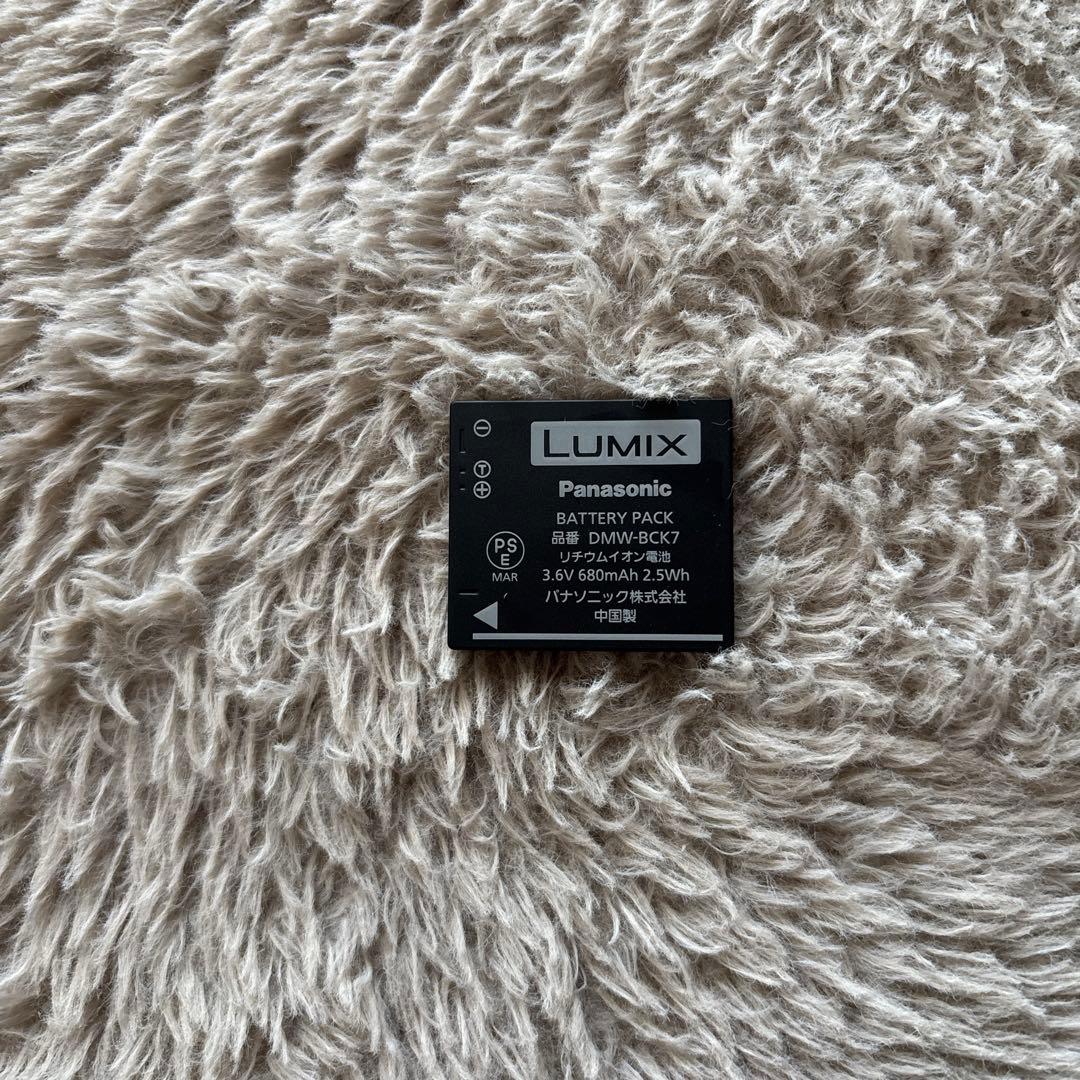 LUMIX
Panasonic
BATTERY PACK
品番 DMW-BCK7
リチウムイオン電池
3.6V 680mAh 2.5Wh
パナソニック株式会社
中国製
T
PS
E
MAR